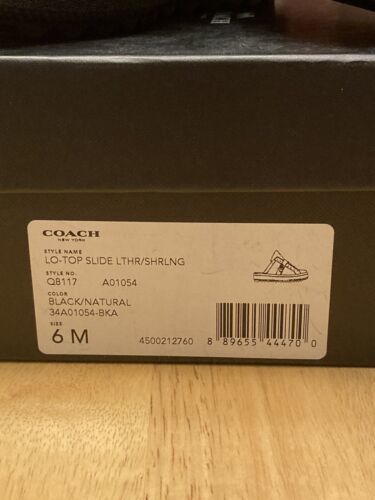 COACH
NEW YORK
STYLE NAME
LO-TOP SLIDE LTHR/SHRLNG
STYLE NO.
Q8117 A01054
COLOR
BLACK/NATURAL
34A01054-BKA
SIZE
6 M 4500212760 8 89655 44470 0